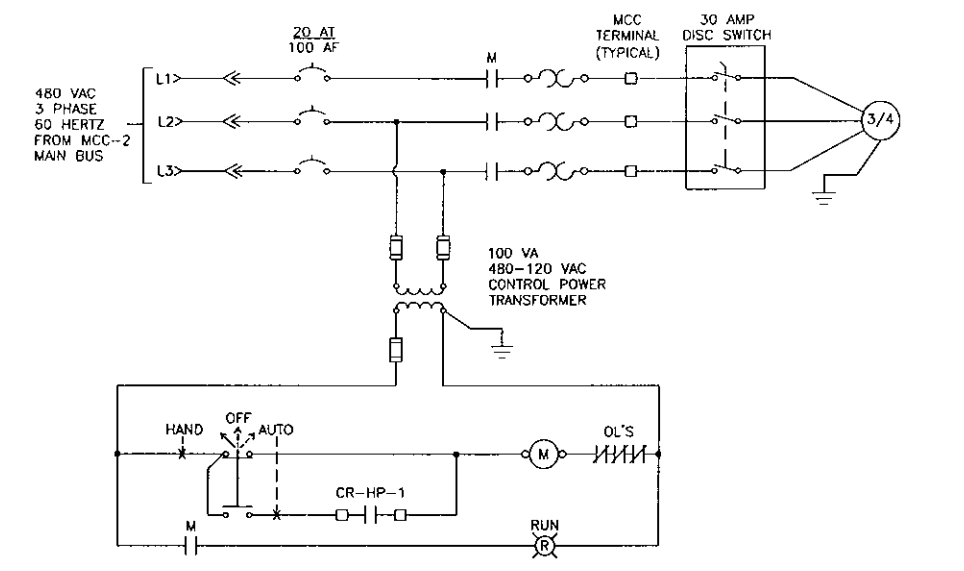 20 AT
100 AF
MCC
TERMINAL
(TYPICAL)
30 AMP
DISC SWITCH
M
480 VAC
3 PHASE
60 HERTZ
FROM MCC-2
MAIN BUS
L1
L2
L3
3/4
100 VA
480-120 VAC
CONTROL POWER
TRANSFORMER
HAND
OFF
AUTO
M
OL'S
CR-HP-1
M
RUN
R